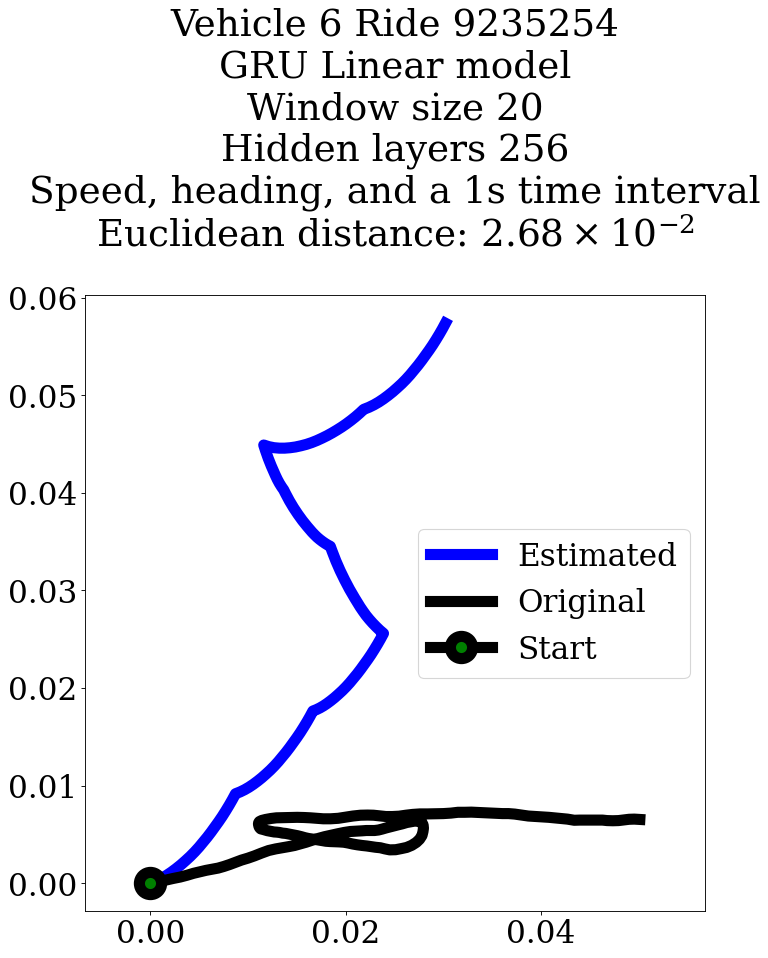 Vehicle 6 Ride 9235254
GRU Linear model
Window size 20
Hidden layers 256
Speed, heading, and a 1s time interval
Euclidean distance: 2.68 × 10⁻²
0.06
0.05
0.04
0.03
0.02
0.01
0.00
Estimated
Original
Start
0.00 0.02 0.04